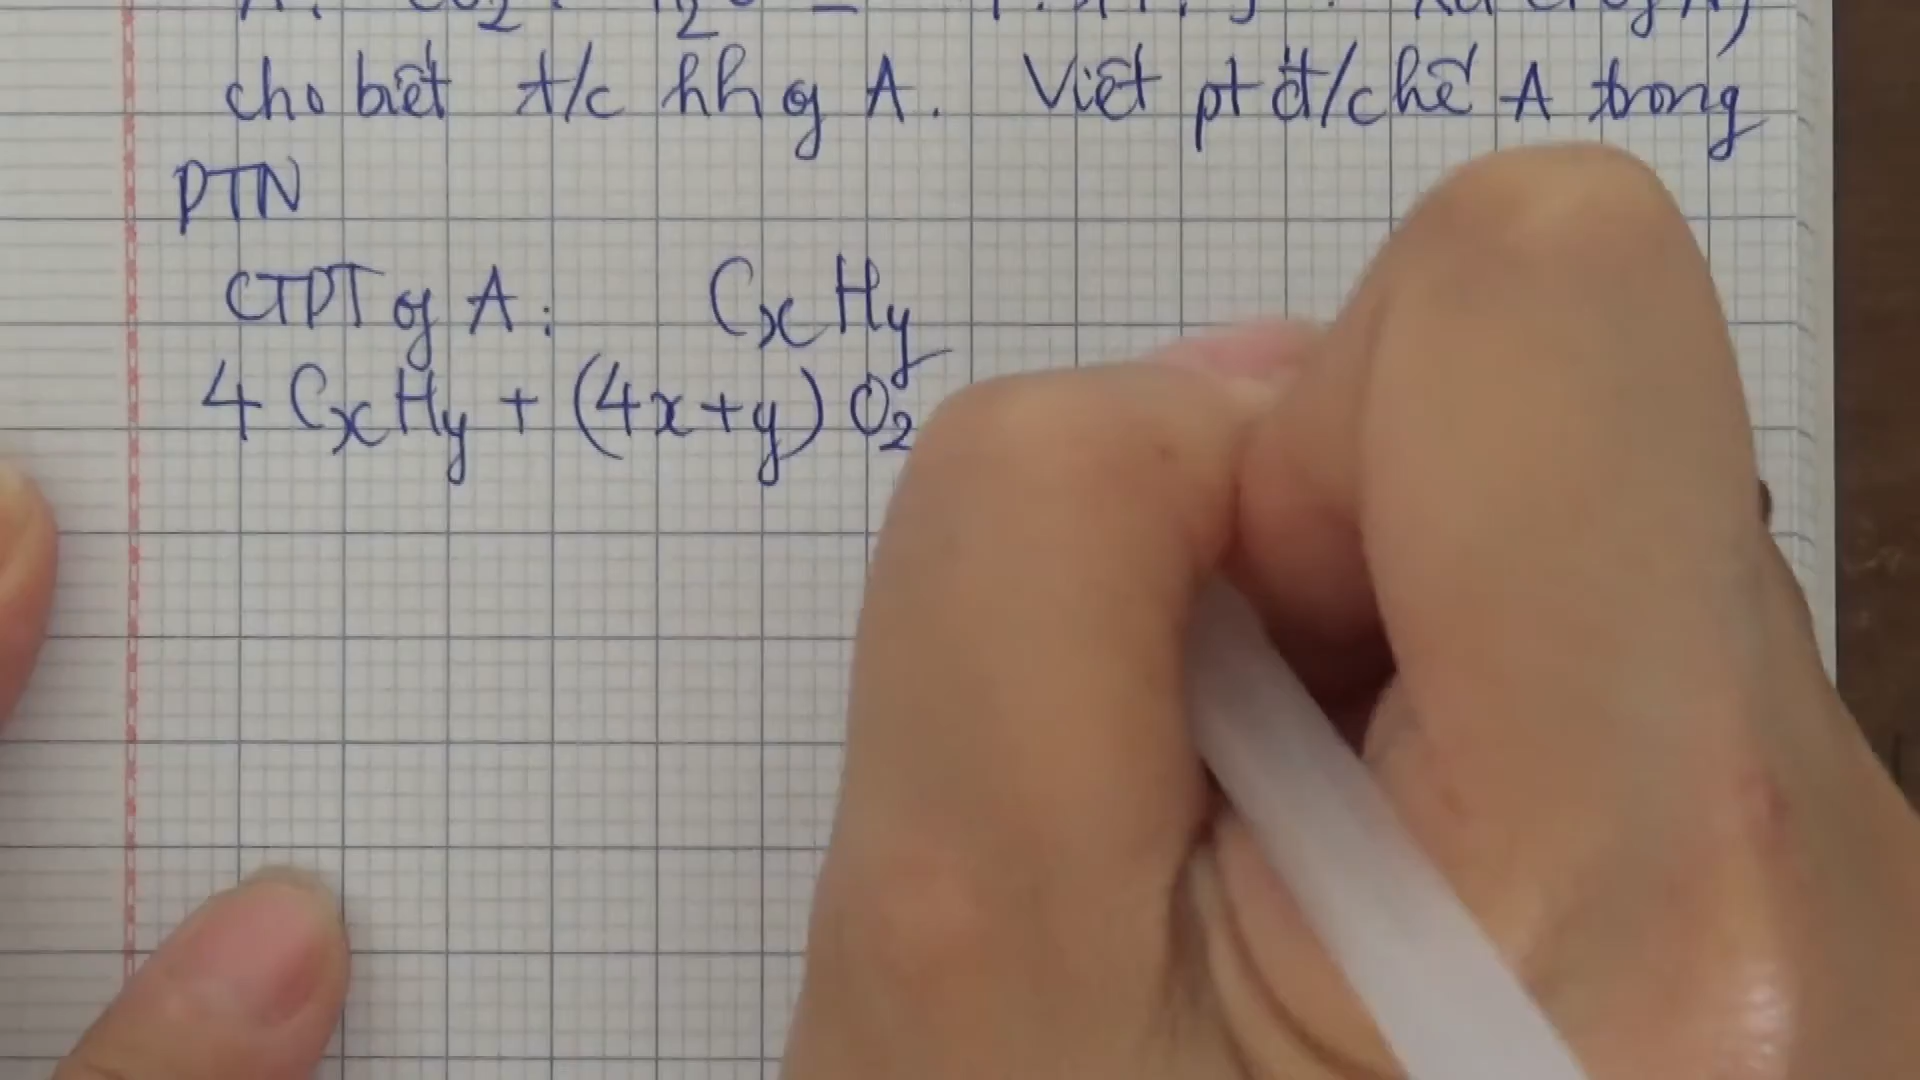 cho biết t/c hh of A. Viết pt đ/chế A trong
PTN
CTPT of A: CxHy
4 CxHy + (4x+y) O2